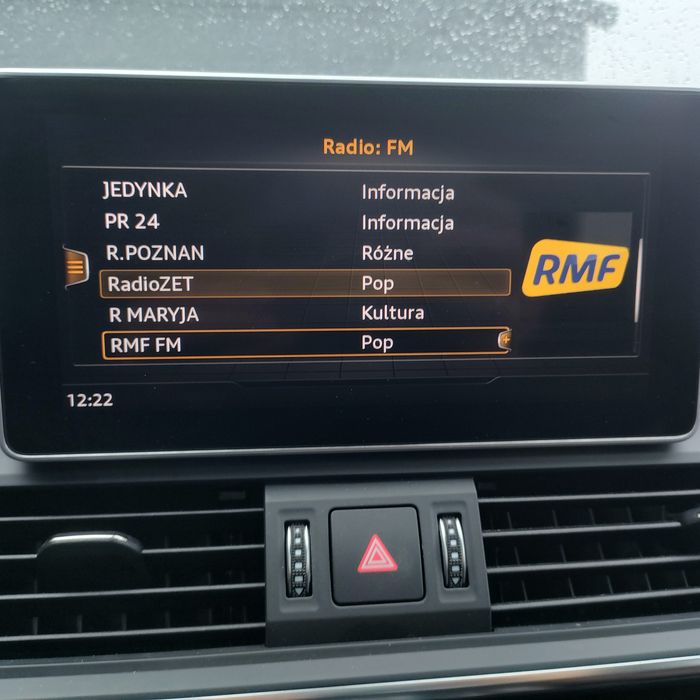 Radio: FM
JEDYNKA Informacja
PR 24 Informacja
R.POZNAN Różne
RadioZET Pop
R MARYJA Kultura
RMF FM Pop
RMF
12:22